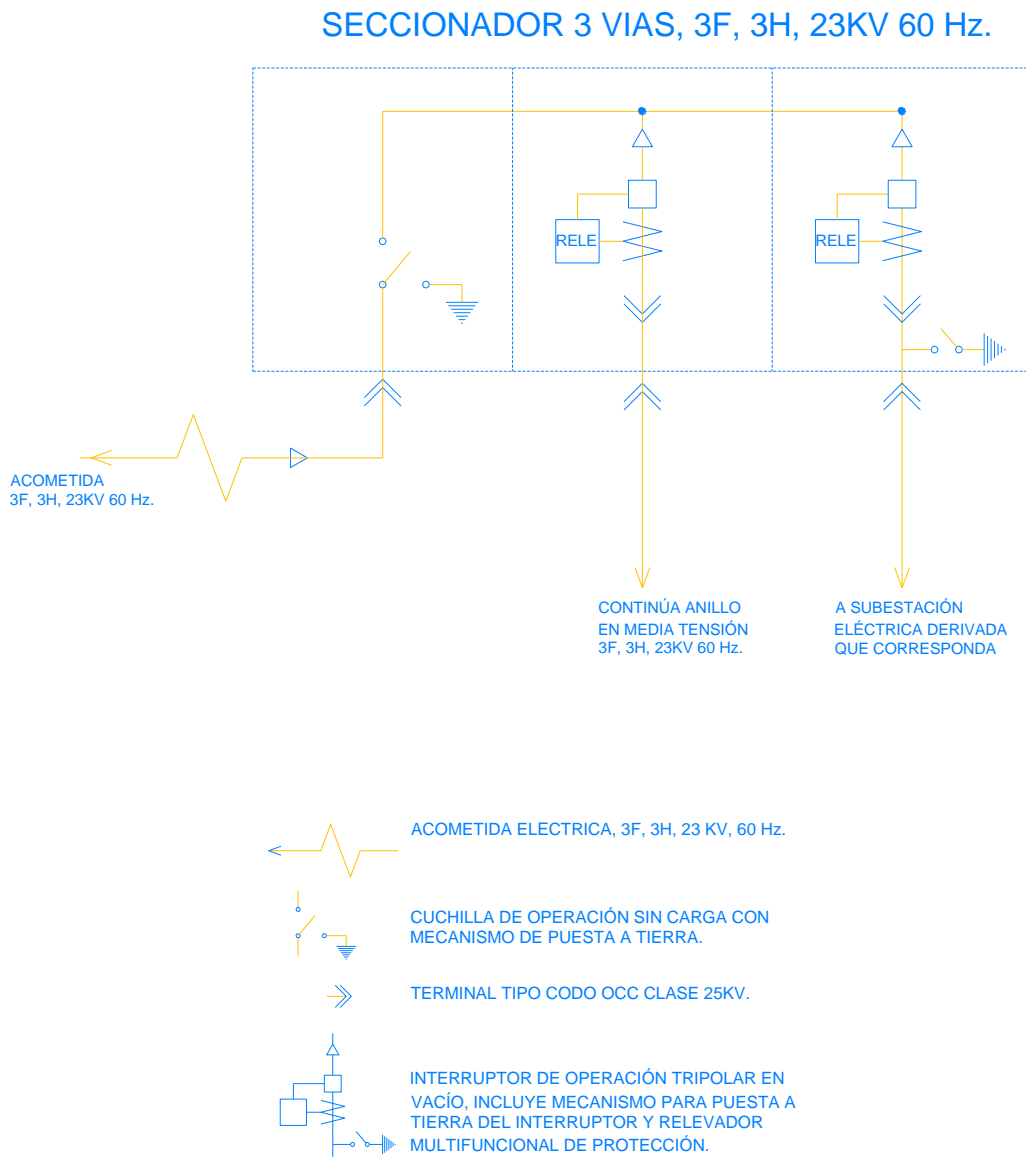 SECCIONADOR 3 VIAS, 3F, 3H, 23KV 60 Hz.
RELE
RELE
ACOMETIDA
3F, 3H, 23KV 60 Hz.
CONTINÚA ANILLO
EN MEDIA TENSIÓN
3F, 3H, 23KV 60 Hz.
A SUBESTACIÓN
ELÉCTRICA DERIVADA
QUE CORRESPONDA
ACOMETIDA ELECTRICA, 3F, 3H, 23 KV, 60 Hz.
CUCHILLA DE OPERACIÓN SIN CARGA CON
MECANISMO DE PUESTA A TIERRA.
TERMINAL TIPO CODO OCC CLASE 25KV.
INTERRUPTOR DE OPERACIÓN TRIPOLAR EN
VACÍO, INCLUYE MECANISMO PARA PUESTA A
TIERRA DEL INTERRUPTOR Y RELEVADOR
MULTIFUNCIONAL DE PROTECCIÓN.